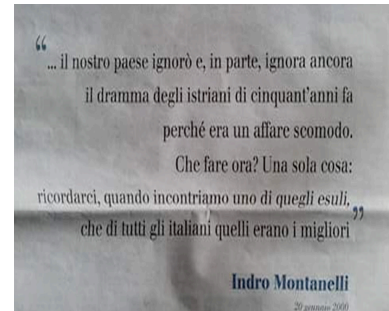 “
... il nostro paese ignorò e, in parte, ignora ancora
il dramma degli istriani di cinquant'anni fa
perché era un affare scomodo.
Che fare ora? Una sola cosa:
ricordarci, quando incontriamo uno di quegli esuli,
che di tutti gli italiani quelli erano i migliori ”
Indro Montanelli
20 gennaio 2000